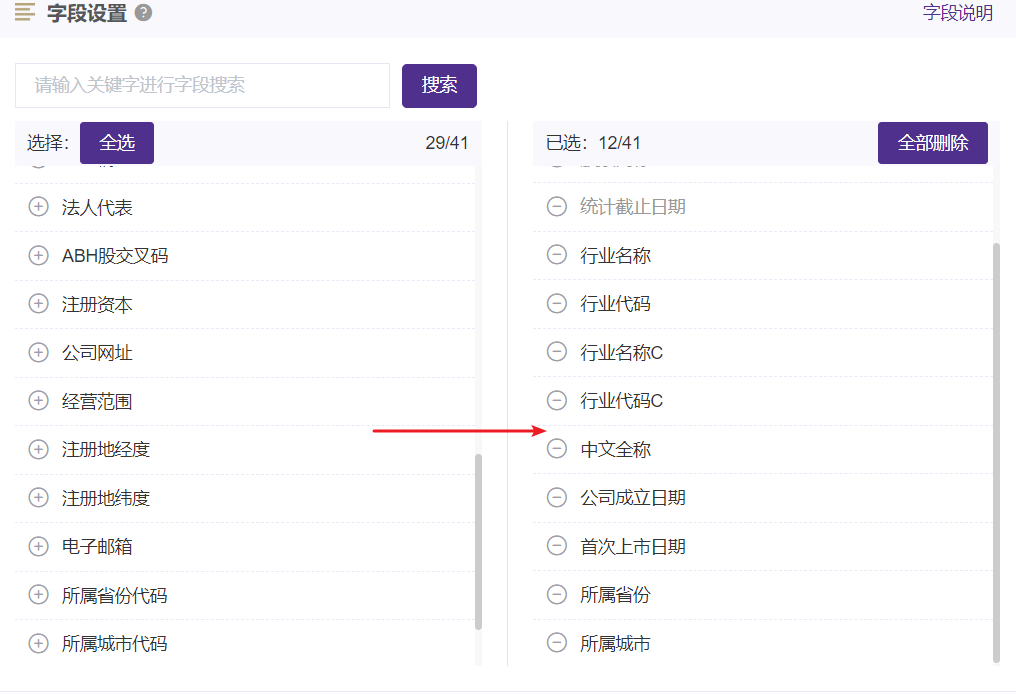 字段设置 ?
字段说明
请输入关键字进行字段搜索
搜索
选择：
全选
29/41
法人代表
ABH股交叉码
注册资本
公司网址
经营范围
注册地经度
注册地纬度
电子邮箱
所属省份代码
所属城市代码
已选：12/41
全部删除
统计截止日期
行业名称
行业代码
行业名称C
行业代码C
中文全称
公司成立日期
首次上市日期
所属省份
所属城市